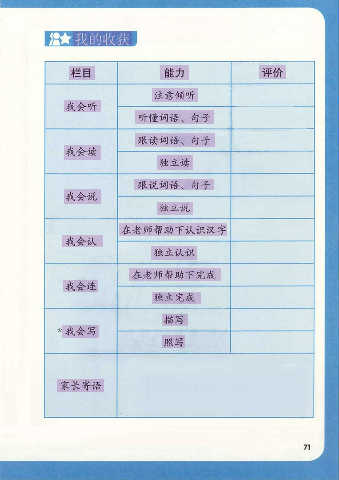 我的收获
栏目 能力 评价
我会听 注意倾听
听懂词语、句子
我会读 跟读词语、句子
独立读
我会说 跟说词语、句子
独立说
我会认 在老师帮助下认识汉字
独立认识
我会连 在老师帮助下完成
独立完成
*我会写 描写
照写
家长寄语
71